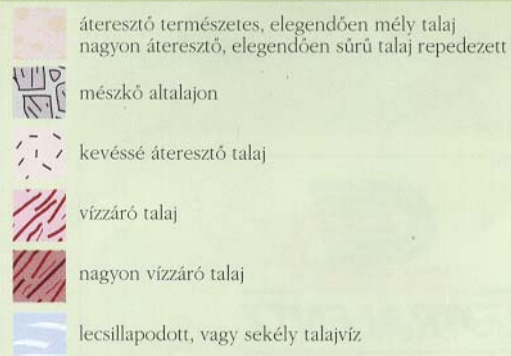 áteresztő természetes, elegendően mély talaj
nagyon áteresztő, elegendően sűrű talaj repedezett
mészkő altalajon
kevéssé áteresztő talaj
vízzáró talaj
nagyon vízzáró talaj
lecsillapodott, vagy sekély talajvíz